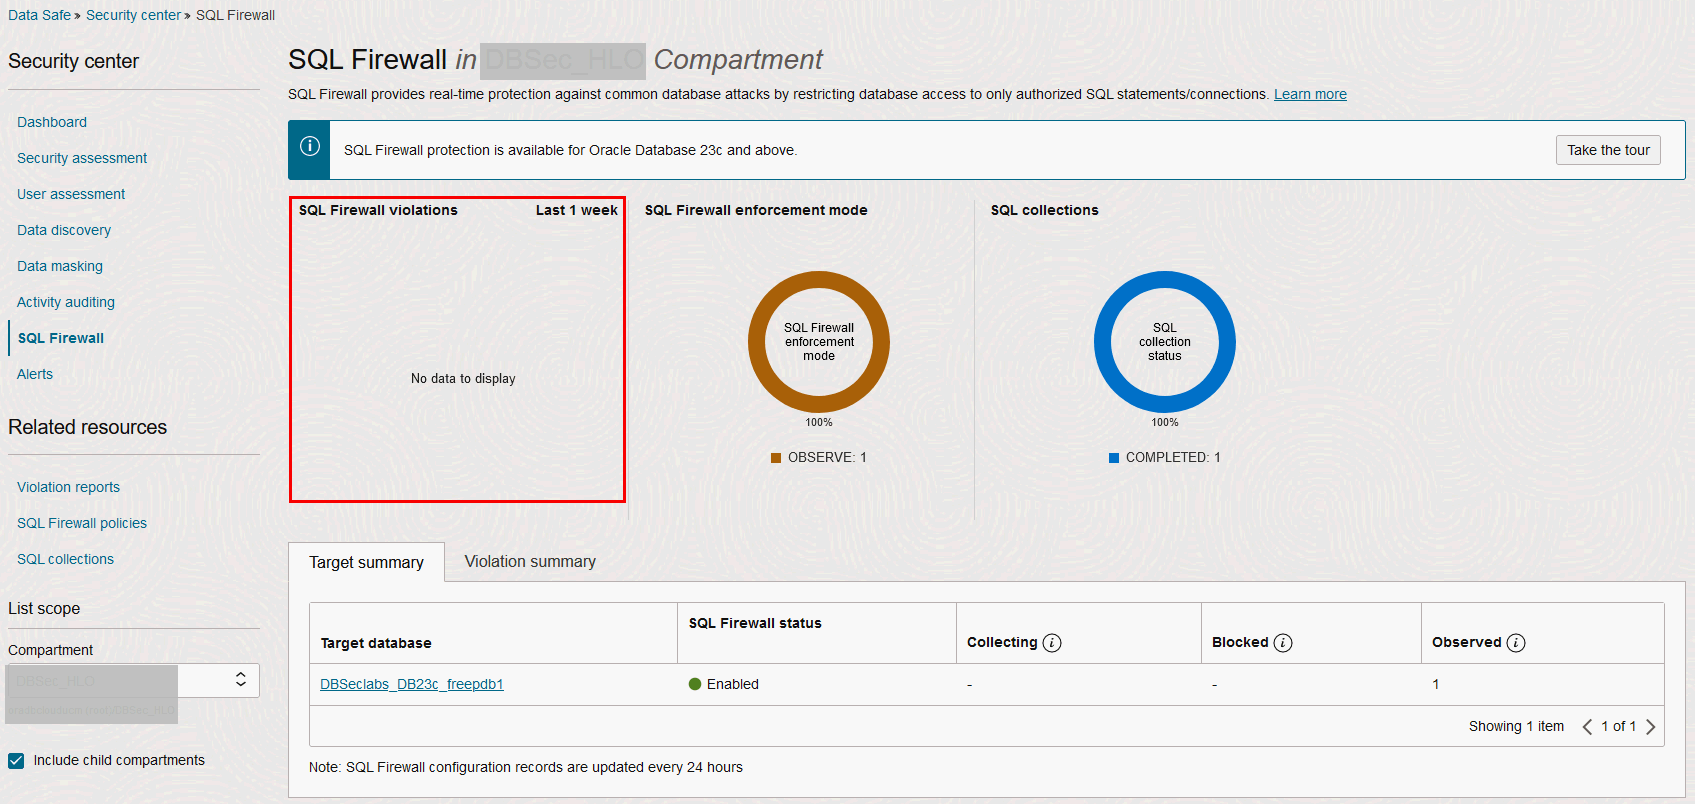 Data Safe » Security center » SQL Firewall
Security center
Dashboard
Security assessment
User assessment
Data discovery
Data masking
Activity auditing
SQL Firewall
Alerts
Related resources
Violation reports
SQL Firewall policies
SQL collections
List scope
Compartment
DBSec_HLO
Include child compartments
SQL Firewall in DBSec_HLO Compartment
SQL Firewall provides real-time protection against common database attacks by restricting database access to only authorized SQL statements/connections. Learn more
SQL Firewall protection is available for Oracle Database 23c and above.
Take the tour
SQL Firewall violations Last 1 week
No data to display
SQL Firewall enforcement mode
SQL Firewall
enforcement
mode
100%
OBSERVE: 1
SQL collections
SQL
collection
status
100%
COMPLETED: 1
Target summary Violation summary
Target database SQL Firewall status Collecting Blocked Observed
DBSeclabs_DB23c_freepdb1 Enabled - - 1
Showing 1 item 1 of 1
Note: SQL Firewall configuration records are updated every 24 hours